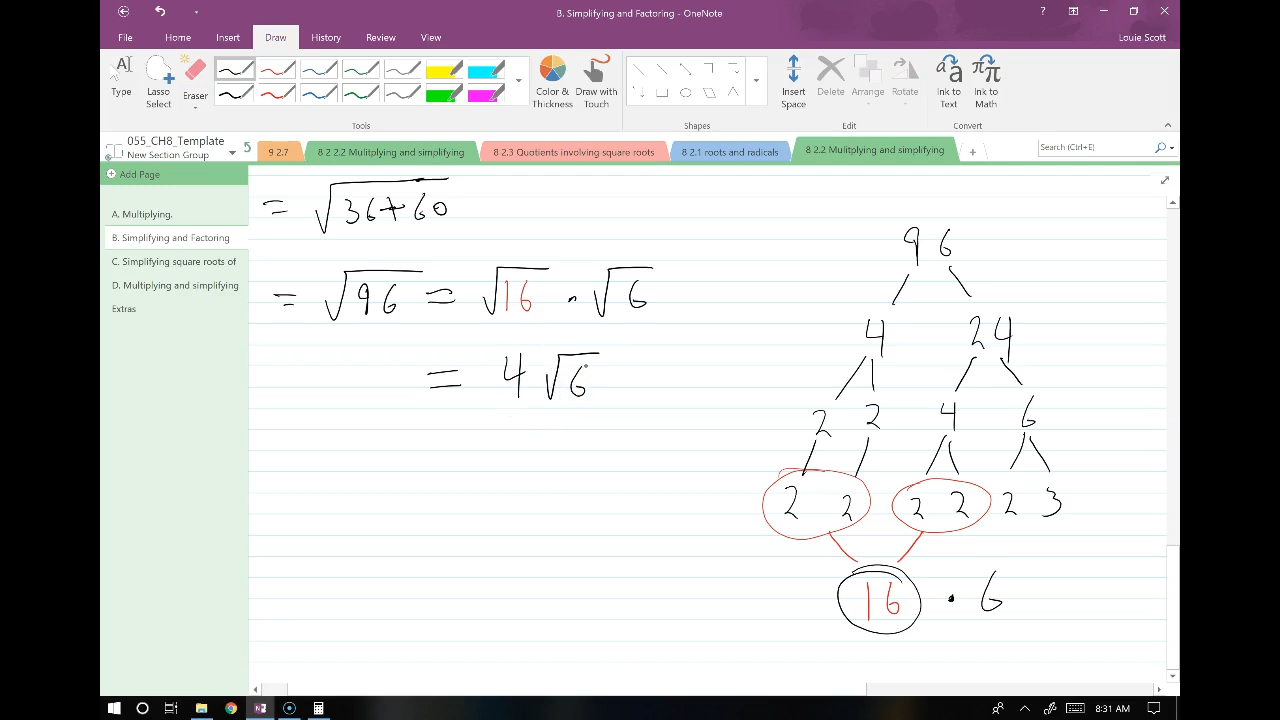 B. Simplifying and Factoring - OneNote
File Home Insert Draw History Review View
Louie Scott
Type
Lasso Select
Eraser
Color & Thickness
Draw with Touch
Insert Space
Delete
Arrange
Rotate
Ink to Text
Ink to Math
Tools
Shapes
Edit
Convert
055_CH8_Template
New Section Group
9 2.7
8 2.2.2 Mulitplying and simplifying
8 2.3 Quotients involving square roots
8 2.1 roots and radicals
8 2.2 Mulitplying and simplifying
Search (Ctrl+E)
Add Page
A. Multiplying.
B. Simplifying and Factoring
C. Simplifying square roots of
D. Multiplying and simplifying
Extras
= √36+60
= √96 = √16 · √6
= 4 √6
96
4 24
2 2 4 6
2 2 2 2 2 3
16 · 6
8:31 AM